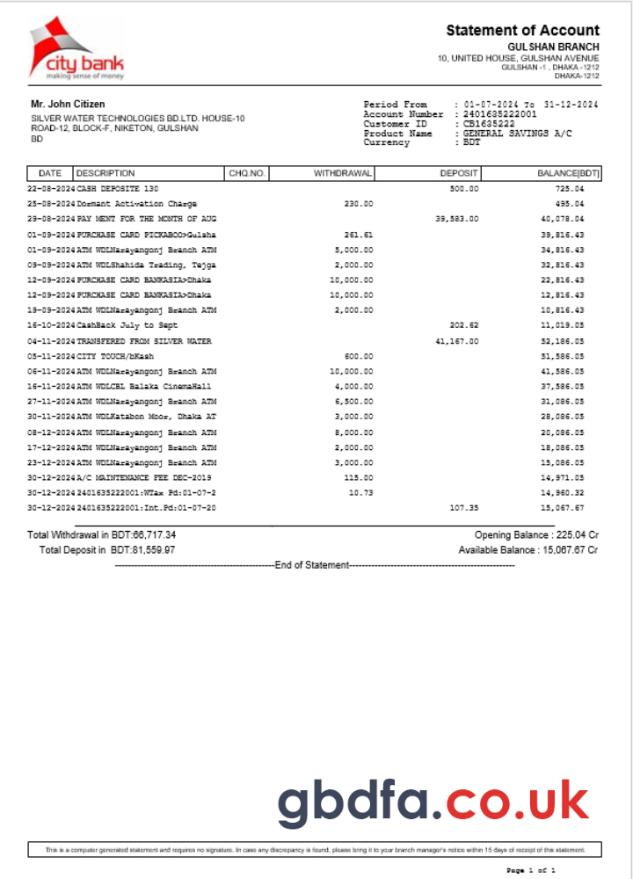 city bank
making sense of money
Statement of Account
GULSHAN BRANCH
10, UNITED HOUSE, GULSHAN AVENUE
GULSHAN -1 , DHAKA -1212
DHAKA-1212
Mr. John Citizen
SILVER WATER TECHNOLOGIES BD.LTD. HOUSE-10
ROAD-12, BLOCK-F, NIKETON, GULSHAN
BD
Period From : 01-07-2024 To 31-12-2024
Account Number : 2401635222001
Customer ID : CB1635222
Product Name : GENERAL SAVINGS A/C
Currency : BDT
DATE DESCRIPTION CHQ.NO. WITHDRAWAL DEPOSIT BALANCE[BDT]
22-08-2024 CASH DEPOSITE 130 500.00 725.04
25-08-2024 Dormant Activation Charge 230.00 495.04
29-08-2024 PAY MENT FOR THE MONTH OF AUG 39,583.00 40,078.04
01-09-2024 PURCHASE CARD PICKABOO>Gulsha 261.61 39,816.43
01-09-2024 ATM WDLNarayangonj Branch ATM 5,000.00 34,816.43
09-09-2024 ATM WDLShahida Trading, Tejga 2,000.00 32,816.43
12-09-2024 PURCHASE CARD BANKASIA>Dhaka 10,000.00 22,816.43
12-09-2024 PURCHASE CARD BANKASIA>Dhaka 10,000.00 12,816.43
19-09-2024 ATM WDLNarayangonj Branch ATM 2,000.00 10,816.43
16-10-2024 CashBack July to Sept 202.62 11,019.05
04-11-2024 TRANSFERED FROM SILVER WATER 41,167.00 52,186.05
05-11-2024 CITY TOUCH/bKash 600.00 51,586.05
06-11-2024 ATM WDLNarayangonj Branch ATM 10,000.00 41,586.05
16-11-2024 ATM WDLCBL Balaka CinemaHall 4,000.00 37,586.05
27-11-2024 ATM WDLNarayangonj Branch ATM 6,500.00 31,086.05
30-11-2024 ATM WDLKatabon Moor, Dhaka AT 3,000.00 28,086.05
08-12-2024 ATM WDLNarayangonj Branch ATM 8,000.00 20,086.05
17-12-2024 ATM WDLNarayangonj Branch ATM 2,000.00 18,086.05
23-12-2024 ATM WDLNarayangonj Branch ATM 3,000.00 15,086.05
30-12-2024 A/C MAINTENANCE FEE DEC-2019 115.00 14,971.05
30-12-2024 2401635222001:WTax Pd:01-07-2 10.73 14,960.32
30-12-2024 2401635222001:Int.Pd:01-07-20 107.35 15,067.67
Total Withdrawal in BDT:66,717.34 Opening Balance : 225.04 Cr
Total Deposit in BDT:81,559.97 Available Balance : 15,067.67 Cr
End of Statement
gbdfa.co.uk
This is a computer generated statement and requires no signature. In case any discrepancy is found, please bring it to your branch manager's notice within 15 days of receipt of this statement.
Page 1 of 1